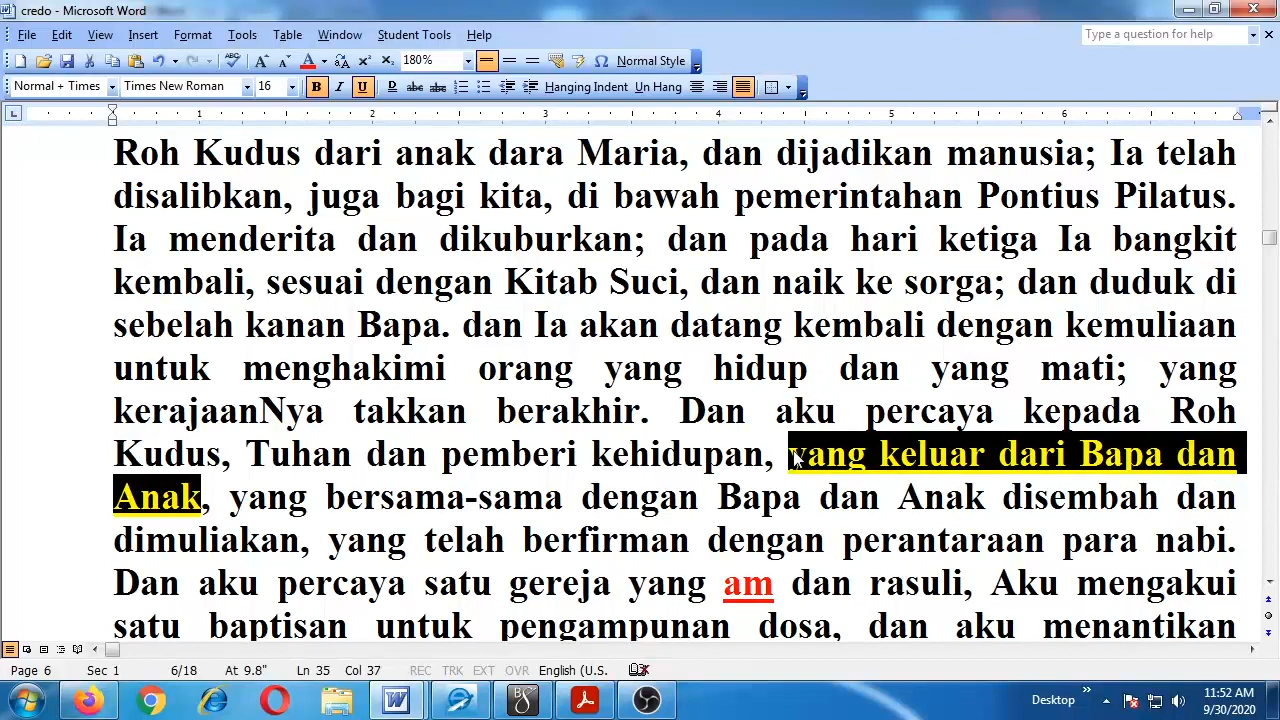 credo - Microsoft Word
File Edit View Insert Format Tools Table Window Student Tools Help Type a question for help
180% Normal Style
Normal + Times Times New Roman 16 B I U D abc abc Hanging Indent Un Hang
1 2 3 4 5 6
Roh Kudus dari anak dara Maria, dan dijadikan manusia; Ia telah
disalibkan, juga bagi kita, di bawah pemerintahan Pontius Pilatus.
Ia menderita dan dikuburkan; dan pada hari ketiga Ia bangkit
kembali, sesuai dengan Kitab Suci, dan naik ke sorga; dan duduk di
sebelah kanan Bapa. dan Ia akan datang kembali dengan kemuliaan
untuk menghakimi orang yang hidup dan yang mati; yang
kerajaanNya takkan berakhir. Dan aku percaya kepada Roh
Kudus, Tuhan dan pemberi kehidupan, yang keluar dari Bapa dan
Anak, yang bersama-sama dengan Bapa dan Anak disembah dan
dimuliakan, yang telah berfirman dengan perantaraan para nabi.
Dan aku percaya satu gereja yang am dan rasuli, Aku mengakui
satu baptisan untuk pengampunan dosa, dan aku menantikan
Page 6 Sec 1 6/18 At 9.8" Ln 35 Col 37 REC TRK EXT OVR English (U.S.
Desktop 11:52 AM
9/30/2020